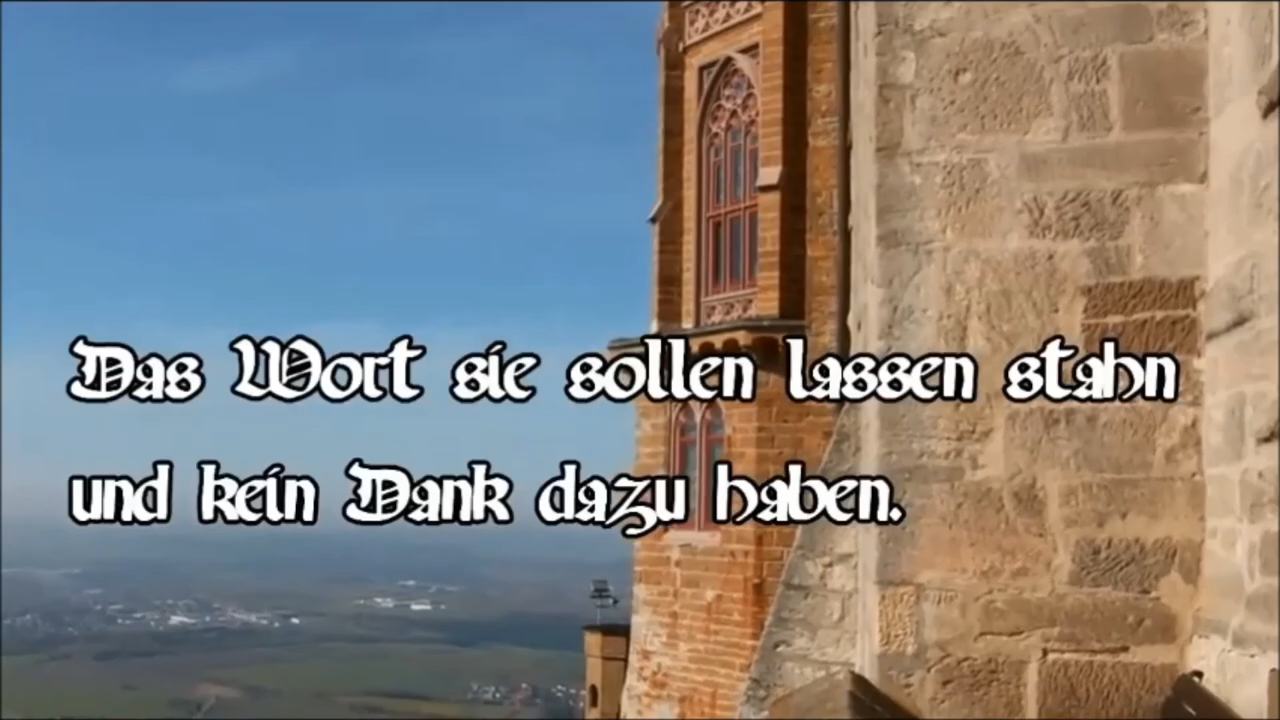 Das Wort sie sollen lassen stahn
und kein Dank dazu haben.